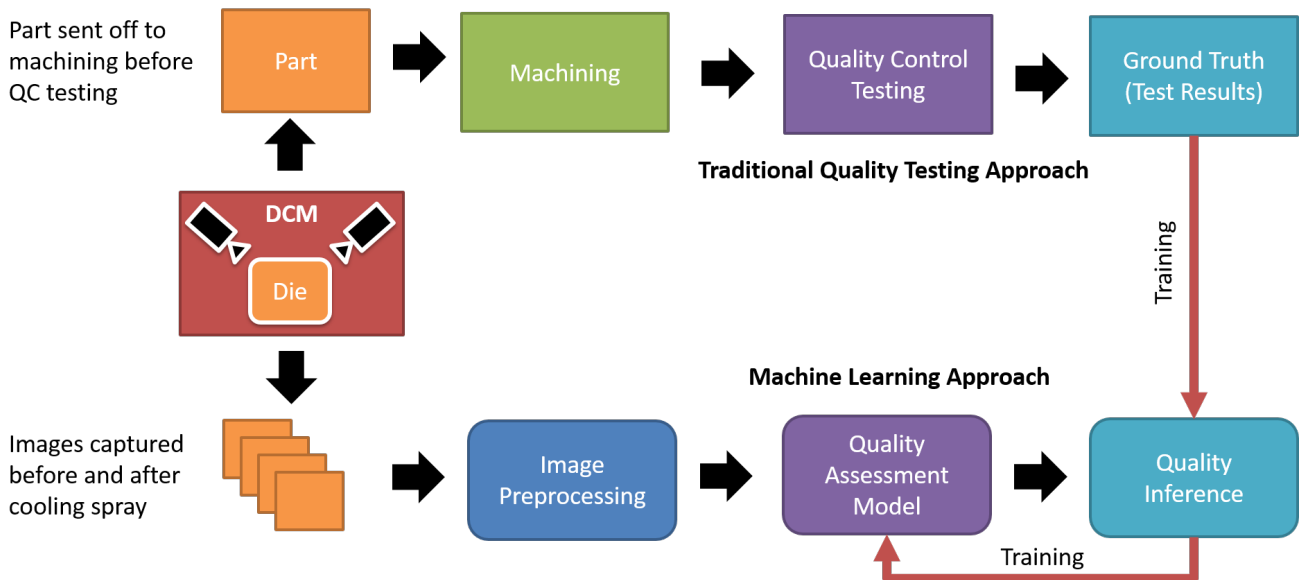 Part sent off to
machining before
QC testing
Part
Machining
Quality Control
Testing
Ground Truth
(Test Results)
Traditional Quality Testing Approach
DCM
Die
Training
Machine Learning Approach
Images captured
before and after
cooling spray
Image
Preprocessing
Quality
Assessment
Model
Quality
Inference
Training